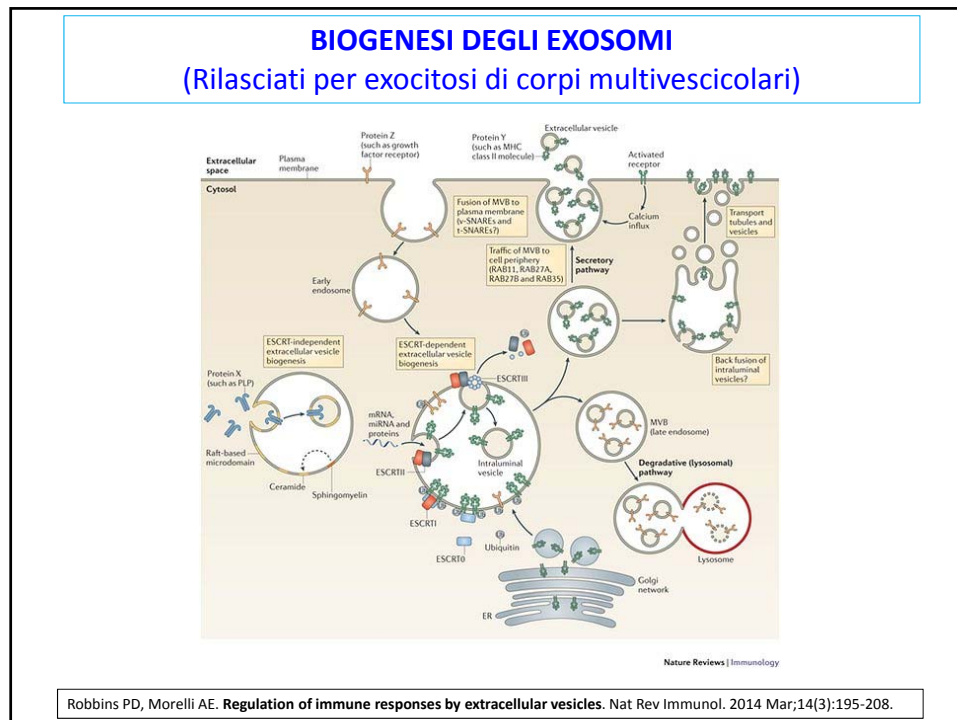 BIOGENESI DEGLI EXOSOMI
(Rilasciati per exocitosi di corpi multivescicolari)
Extracellular
space
Plasma
membrane
Protein Z
(such as growth
factor receptor)
Protein Y
(such as MHC
class II molecule)
Extracellular vesicle
Activated
receptor
Cytosol
Fusion of MVB to
plasma membrane
(v-SNAREs and
t-SNAREs?)
Calcium
influx
Transport
tubules and
vesicles
Traffic of MVB to
cell periphery
(RAB11, RAB27A,
RAB27B and RAB35)
Secretory
pathway
Early
endosome
ESCRT-independent
extracellular vesicle
biogenesis
ESCRT-dependent
extracellular vesicle
biogenesis
Back fusion of
intraluminal
vesicles?
Protein X
(such as PLP)
ESCRTIII
mRNA,
miRNA and
proteins
MVB
(late endosome)
Raft-based
microdomain
Intraluminal
vesicle
ESCRTII
Degradative (lysosomal)
pathway
Ceramide
Sphingomyelin
ESCRTI
ESCRT0
Ubiquitin
Lysosome
Golgi
network
ER
Nature Reviews | Immunology
Robbins PD, Morelli AE. Regulation of immune responses by extracellular vesicles. Nat Rev Immunol. 2014 Mar;14(3):195-208.